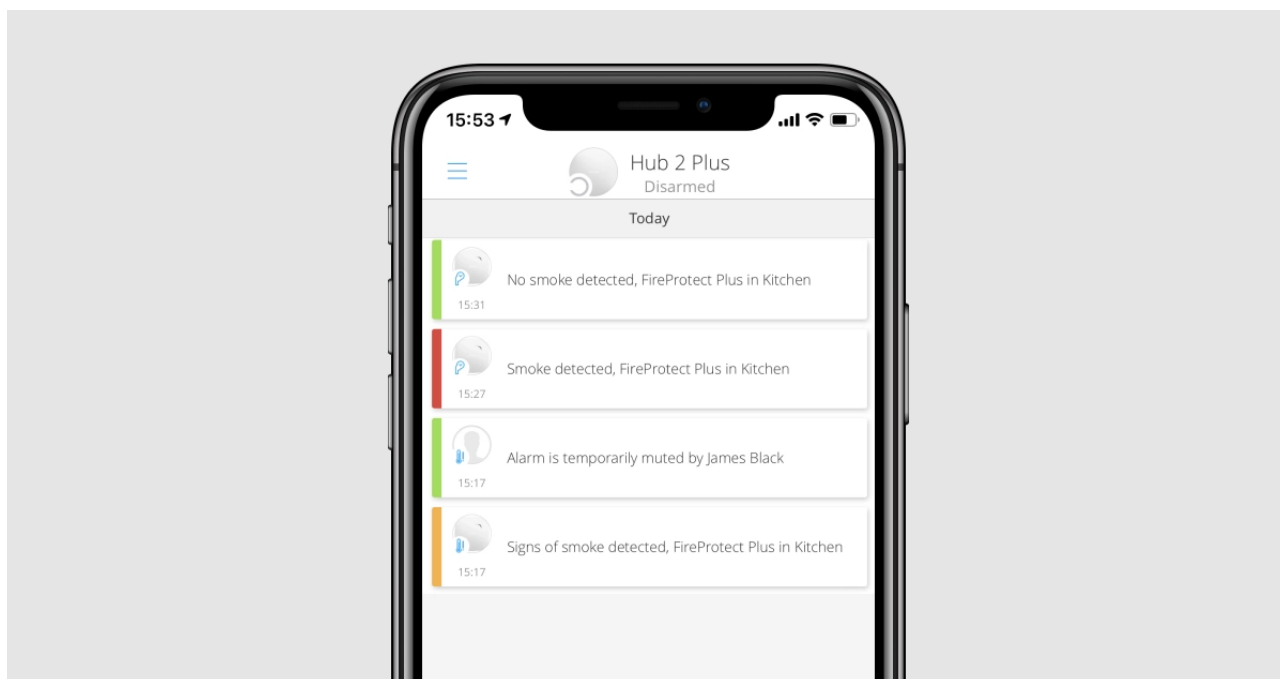 15:53
Hub 2 Plus
Disarmed
Today
No smoke detected, FireProtect Plus in Kitchen
15:31
Smoke detected, FireProtect Plus in Kitchen
15:27
Alarm is temporarily muted by James Black
15:17
Signs of smoke detected, FireProtect Plus in Kitchen
15:17